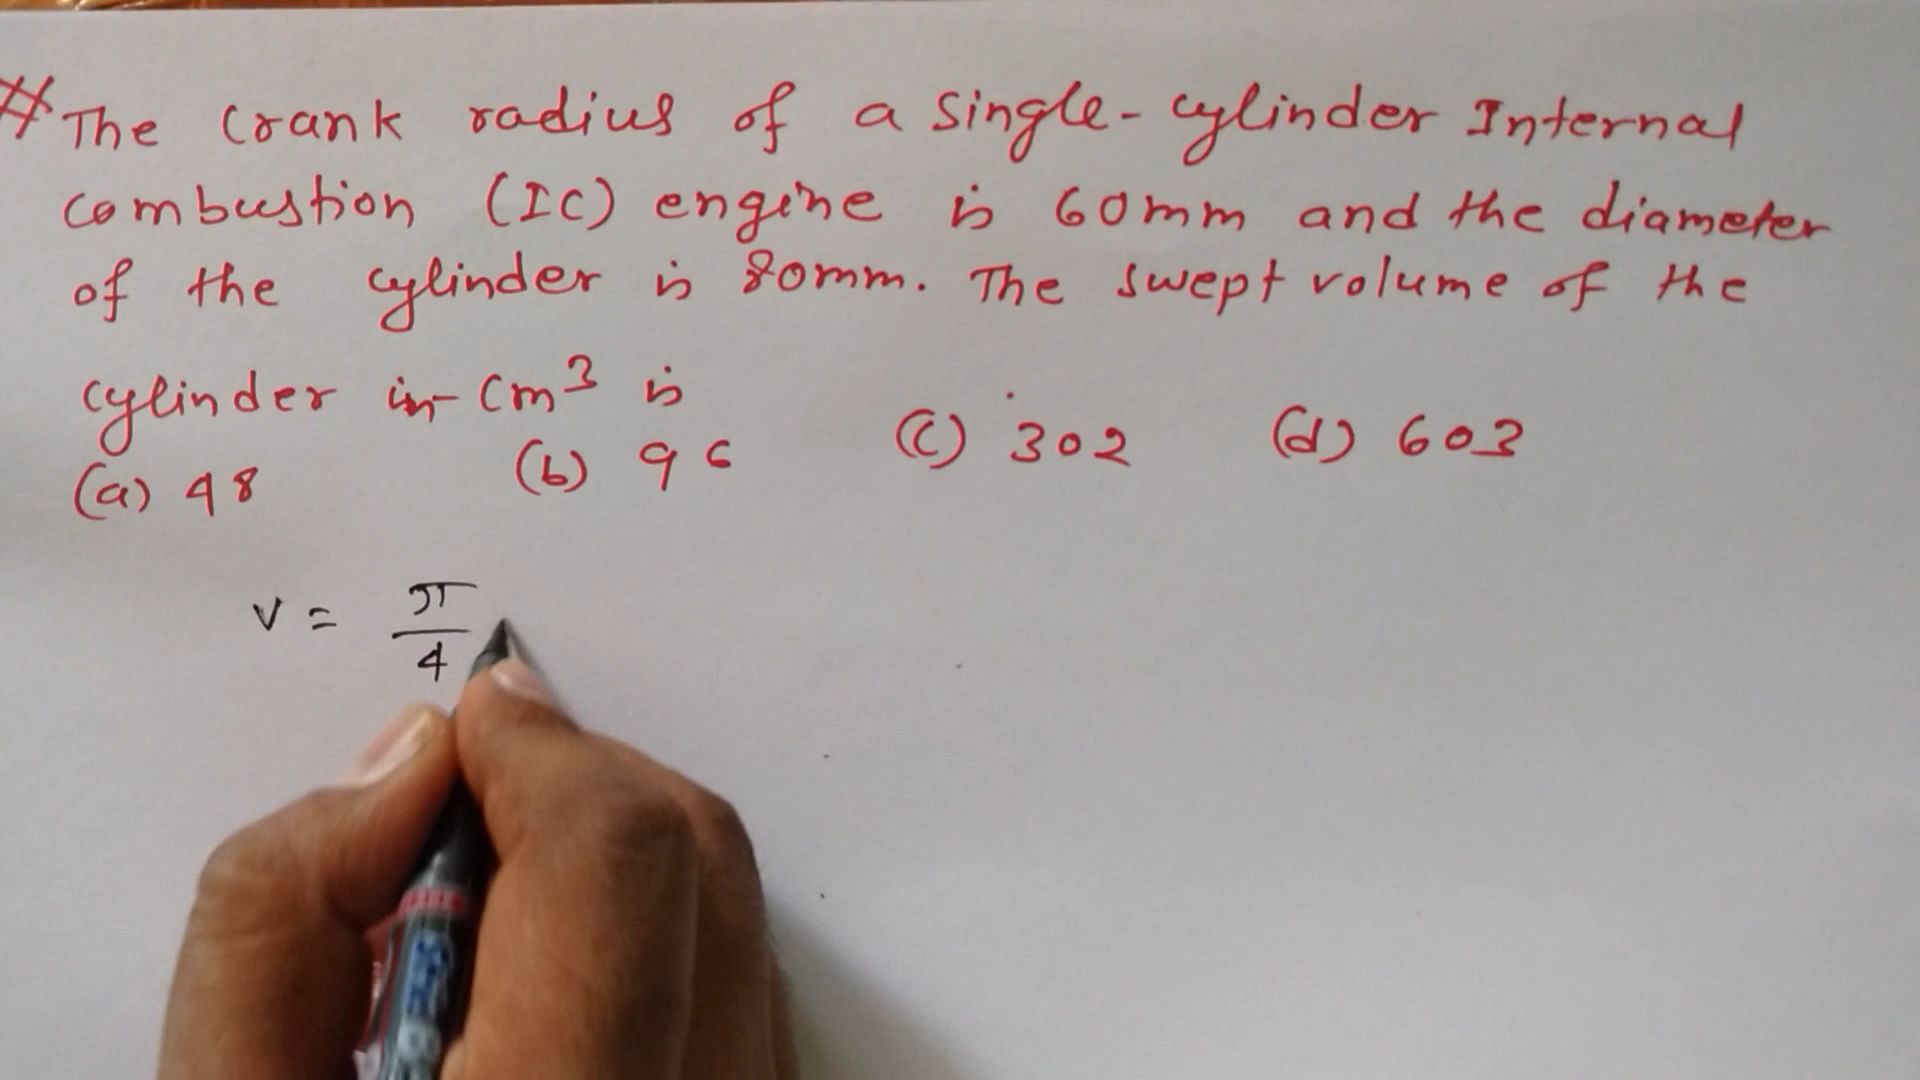 # The crank radius of a single-cylinder Internal
combustion (IC) engine is 60mm and the diameter
of the cylinder is 80mm. The swept volume of the
cylinder in cm³ is
(a) 48 (b) 96 (c) 302 (d) 603
v = π/4